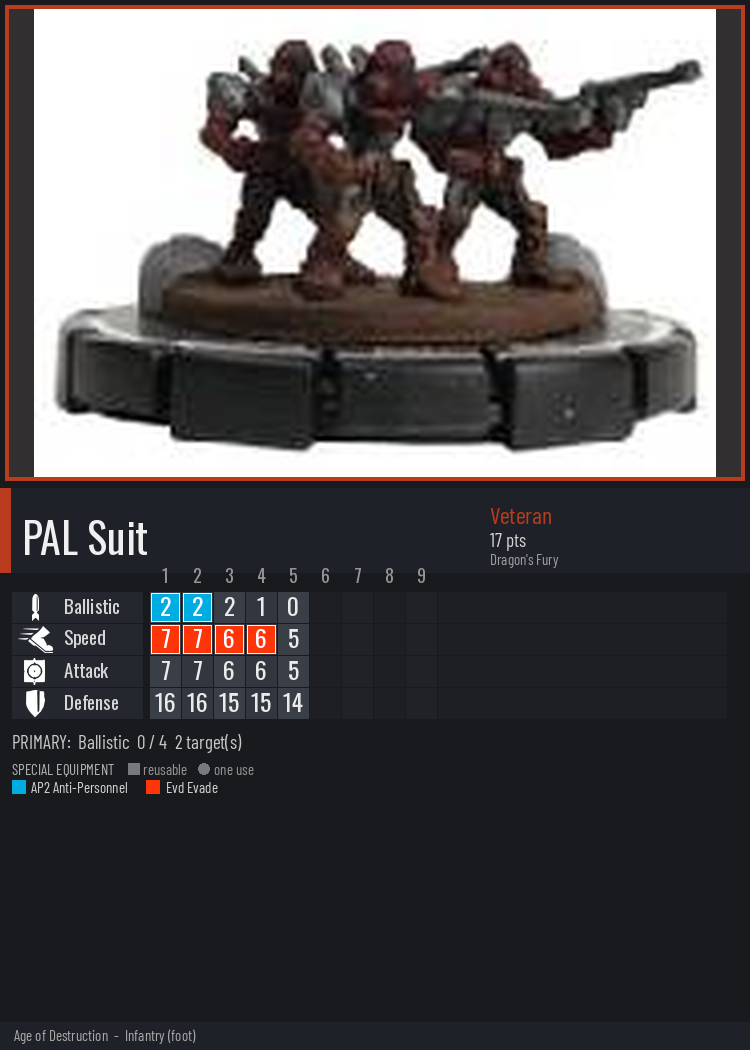 PAL Suit
Veteran
17 pts
Dragon's Fury
1 2 3 4 5 6 7 8 9
Ballistic 2 2 2 1 0
Speed 7 7 6 6 5
Attack 7 7 6 6 5
Defense 16 16 15 15 14
PRIMARY: Ballistic 0 / 4 2 target(s)
SPECIAL EQUIPMENT reusable one use
AP2 Anti-Personnel Evd Evade
Age of Destruction - Infantry (foot)